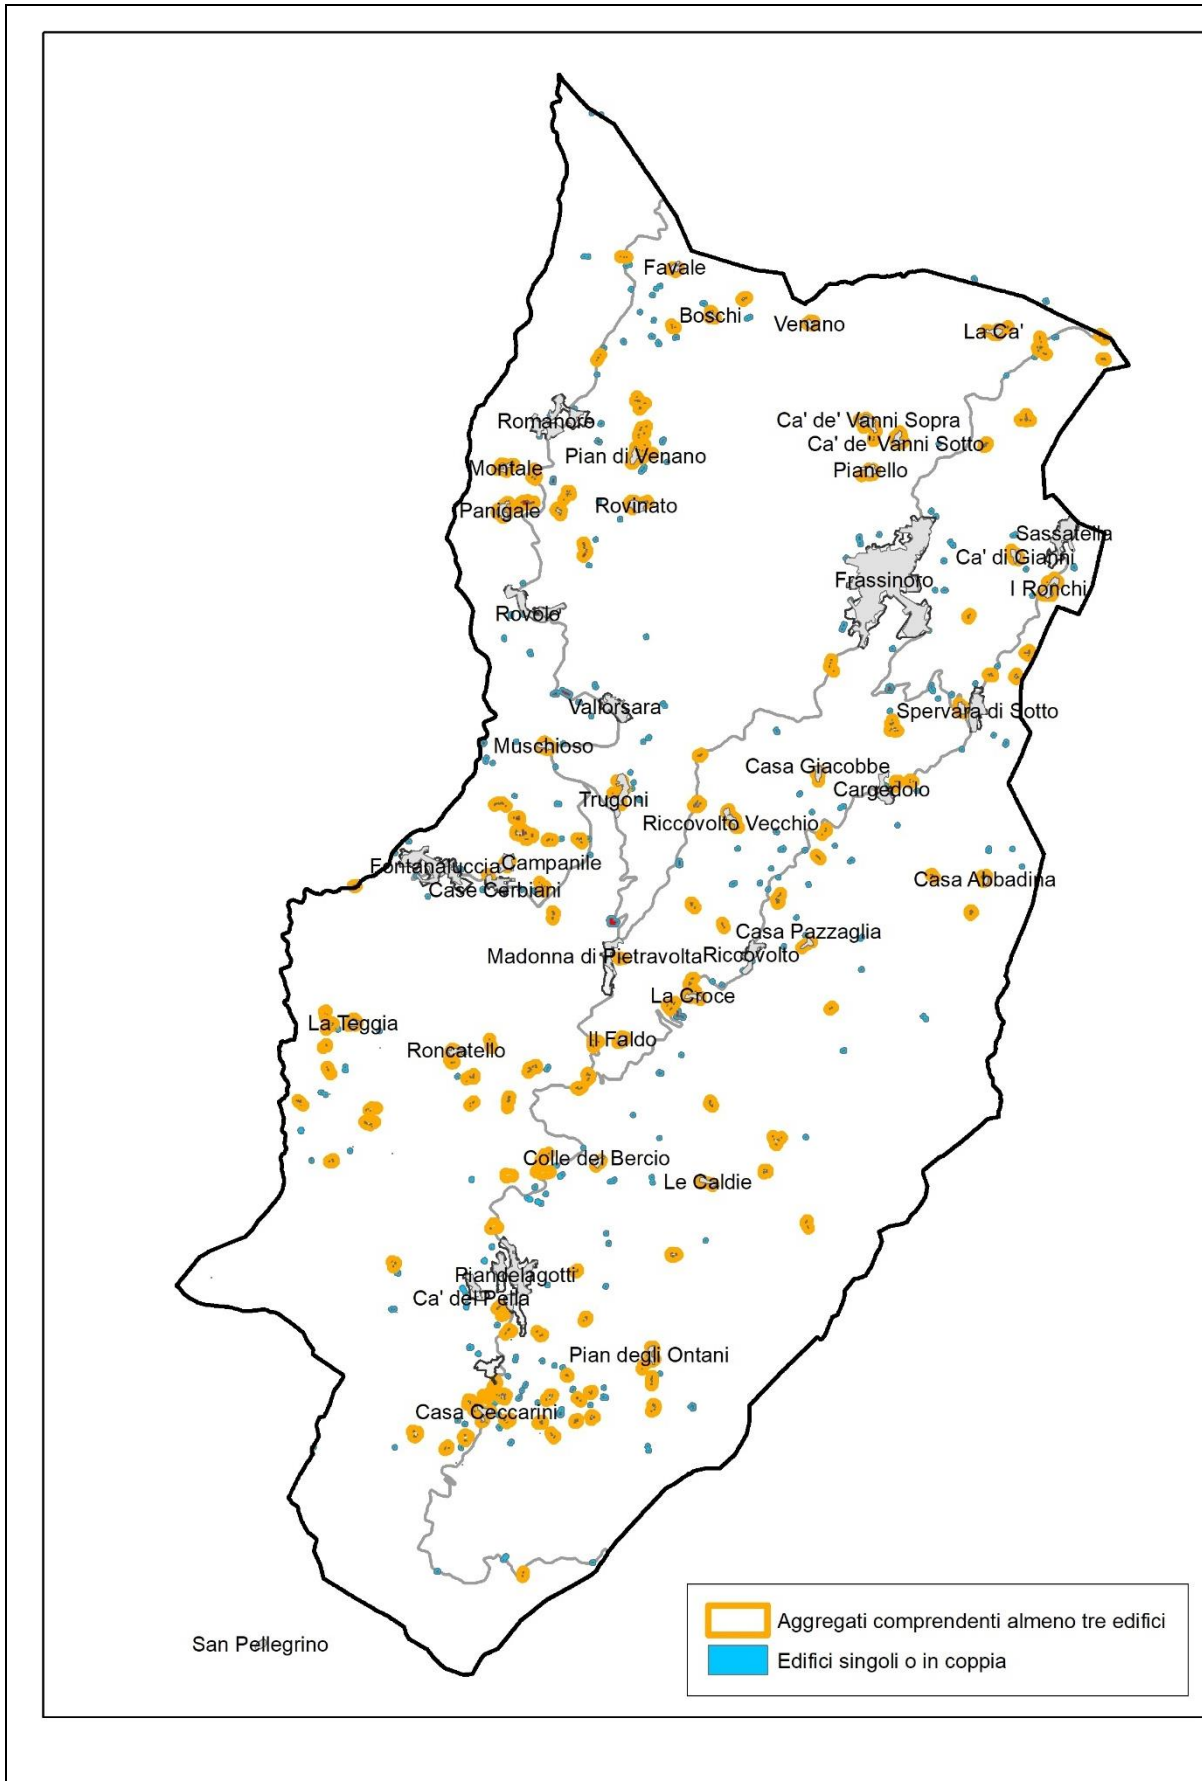 Favale
Boschi
Venano
La Ca'
Romanoro
Ca' de' Vanni Sopra
Ca' de' Vanni Sotto
Pian di Venano
Montale
Pianello
Panigale
Rovinato
Sassatella
Ca' di Gianni
Frassinoro
I Ronchi
Rovolo
Vallorsara
Spervara di Sotto
Muschioso
Casa Giacobbe
Cargedolo
Trugoni
Riccovolto Vecchio
Fontanaluccia
Campanile
Case Cerbiani
Casa Abbadina
Casa Pazzaglia
Madonna di Pietravolta
Riccovolto
La Croce
La Teggia
Il Faldo
Roncatello
Colle del Bercio
Le Caldie
Piandelagotti
Ca' del Pella
Pian degli Ontani
Casa Ceccarini
San Pellegrino
Aggregati comprendenti almeno tre edifici
Edifici singoli o in coppia